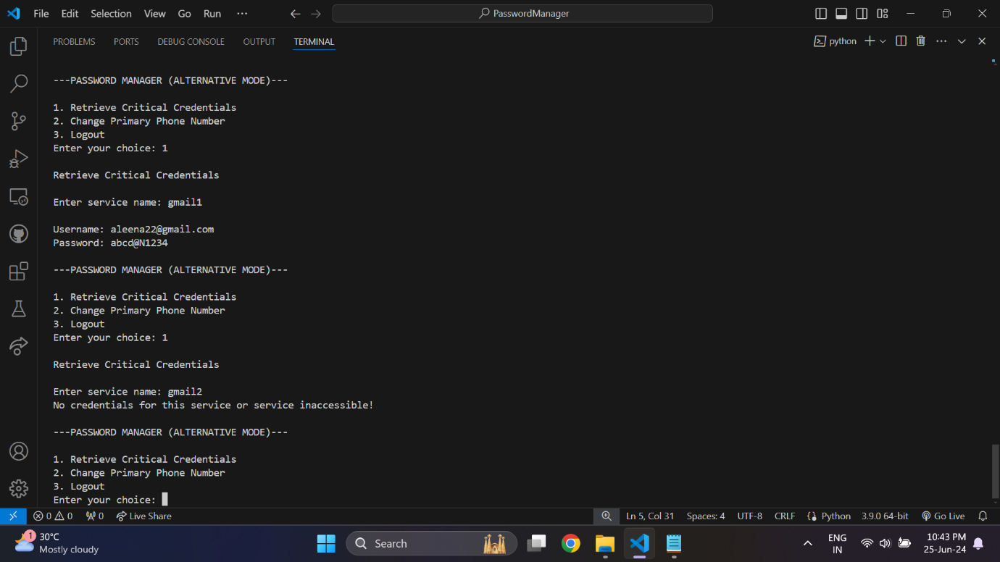 File Edit Selection View Go Run ··· PasswordManager
PROBLEMS PORTS DEBUG CONSOLE OUTPUT TERMINAL python
---PASSWORD MANAGER (ALTERNATIVE MODE)---
1. Retrieve Critical Credentials
2. Change Primary Phone Number
3. Logout
Enter your choice: 1
Retrieve Critical Credentials
Enter service name: gmail1
Username: aleena22@gmail.com
Password: abcd@N1234
---PASSWORD MANAGER (ALTERNATIVE MODE)---
1. Retrieve Critical Credentials
2. Change Primary Phone Number
3. Logout
Enter your choice: 1
Retrieve Critical Credentials
Enter service name: gmail2
No credentials for this service or service inaccessible!
---PASSWORD MANAGER (ALTERNATIVE MODE)---
1. Retrieve Critical Credentials
2. Change Primary Phone Number
3. Logout
Enter your choice:
0 0 0 Live Share Ln 5, Col 31 Spaces: 4 UTF-8 CRLF Python 3.9.0 64-bit Go Live
1 30°C
Mostly cloudy
Search
ENG
IN
10:43 PM
25-Jun-24